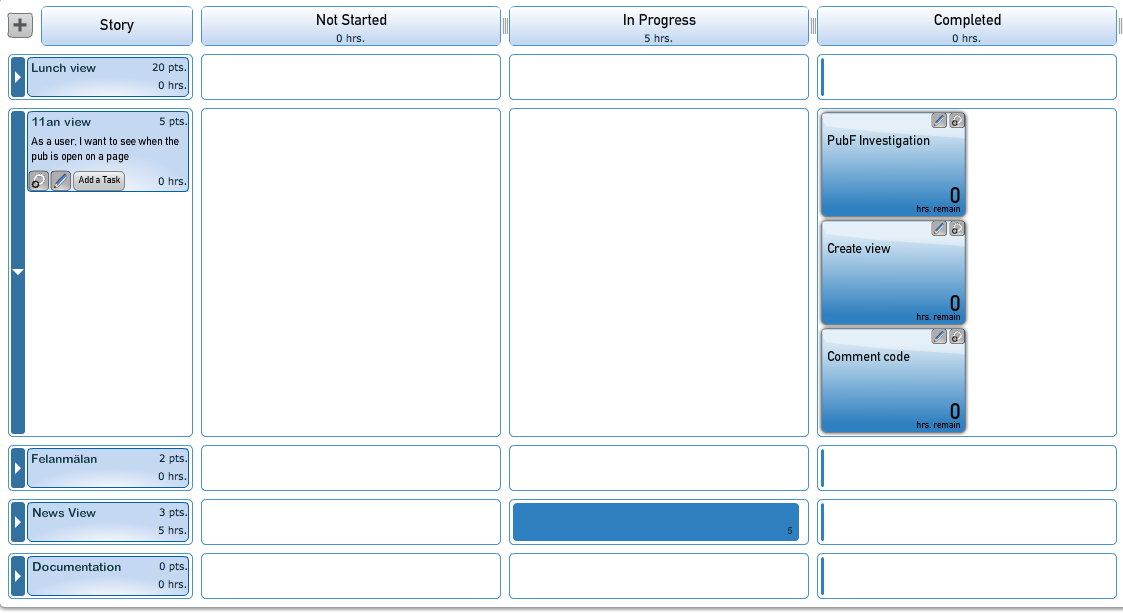 Story
Not Started
0 hrs.
In Progress
5 hrs.
Completed
0 hrs.
Lunch view 20 pts.
0 hrs.
11an view 5 pts.
As a user, I want to see when the
pub is open on a page
Add a Task 0 hrs.
PubF Investigation
0
hrs. remain
Create view
0
hrs. remain
Comment code
0
hrs. remain
Felanmälan 2 pts.
0 hrs.
News View 3 pts.
5 hrs.
5
Documentation 0 pts.
0 hrs.